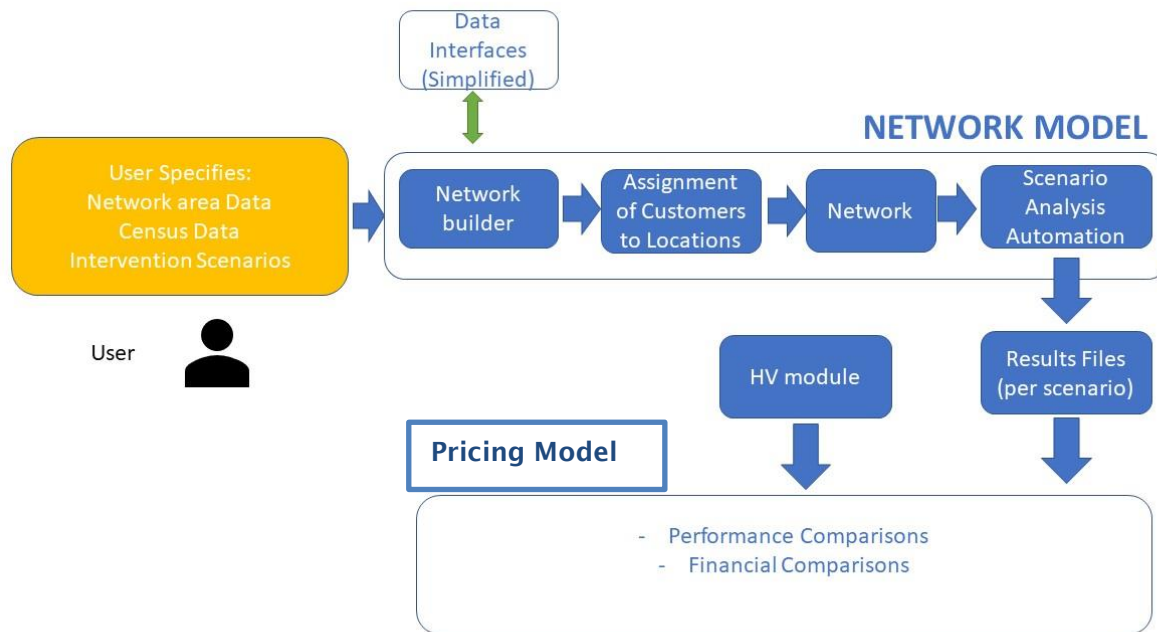 Data
Interfaces
(Simplified)
NETWORK MODEL
User Specifies:
Network area Data
Census Data
Intervention Scenarios
Network
builder
Assignment
of Customers
to Locations
Network
Scenario
Analysis
Automation
User
HV module
Results Files
(per scenario)
Pricing Model
- Performance Comparisons
- Financial Comparisons